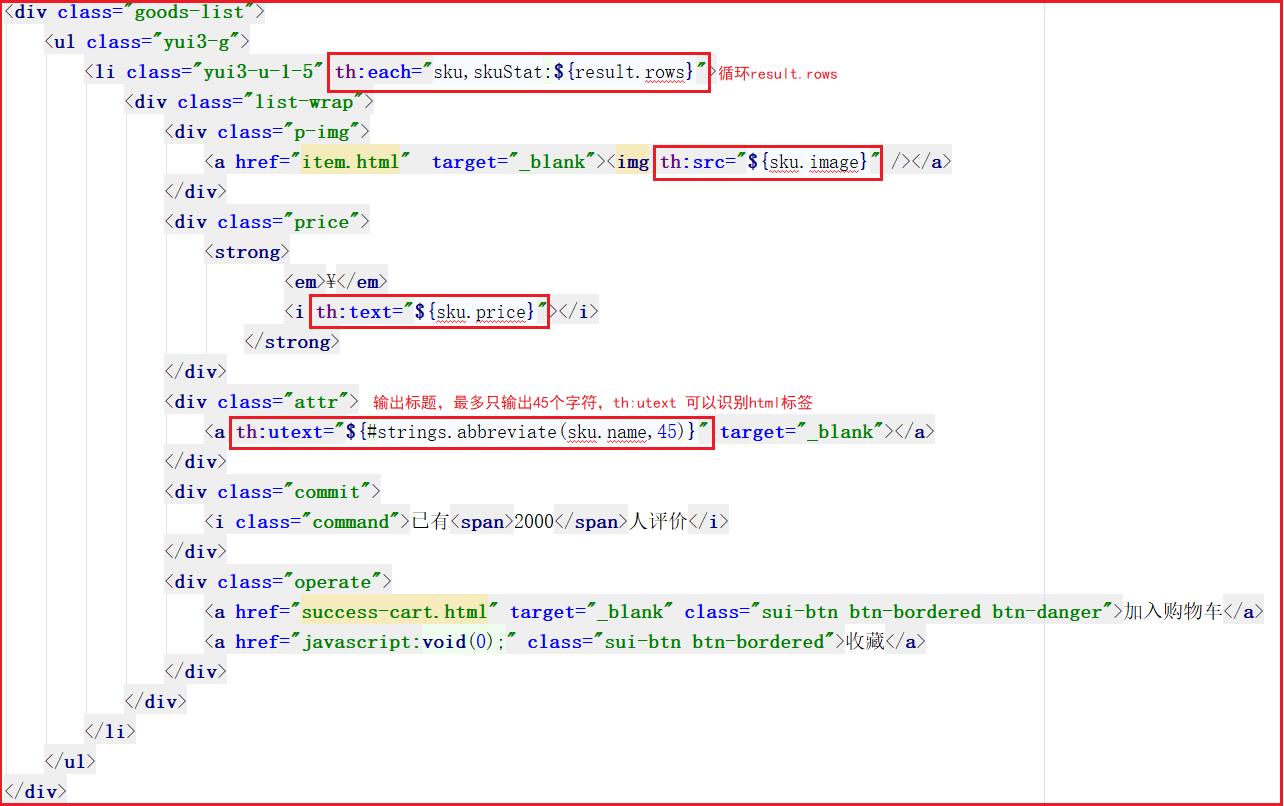 <div class="goods-list">
<ul class="yui3-g">
<li class="yui3-u-1-5" th:each="sku,skuStat:${result.rows}">循环result.rows
<div class="list-wrap">
<div class="p-img">
<a href="item.html"  target="_blank"><img th:src="${sku.image}" /></a>
</div>
<div class="price">
<strong>
<em>¥</em>
<i th:text="${sku.price}"></i>
</strong>
</div>
<div class="attr"> 输出标题，最多只输出45个字符，th:utext 可以识别html标签
<a th:utext="${#strings.abbreviate(sku.name,45)}" target="_blank"></a>
</div>
<div class="commit">
<i class="command">已有<span>2000</span>人评价</i>
</div>
<div class="operate">
<a href="success-cart.html" target="_blank" class="sui-btn btn-bordered btn-danger">加入购物车</a>
<a href="javascript:void(0);" class="sui-btn btn-bordered">收藏</a>
</div>
</div>
</li>
</ul>
</div>